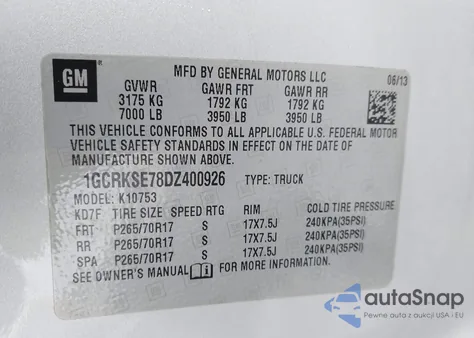 GM
MFD BY GENERAL MOTORS LLC 06/13
GVWR GAWR FRT GAWR RR
3175 KG 1792 KG 1792 KG
7000 LB 3950 LB 3950 LB
THIS VEHICLE CONFORMS TO ALL APPLICABLE U.S. FEDERAL MOTOR
VEHICLE SAFETY STANDARDS IN EFFECT ON THE DATE OF
MANUFACTURE SHOWN ABOVE.
1GCRKSE78DZ400926 TYPE: TRUCK
MODEL: K10753
KD7F TIRE SIZE SPEED RTG RIM COLD TIRE PRESSURE
FRT P265/70R17 S 17X7.5J 240KPA(35PSI)
RR P265/70R17 S 17X7.5J 240KPA(35PSI)
SPA P265/70R17 S 17X7.5J 240KPA(35PSI)
SEE OWNER'S MANUAL FOR MORE INFORMATION.
autoSnap
Pewne auta z aukcji USA i EU